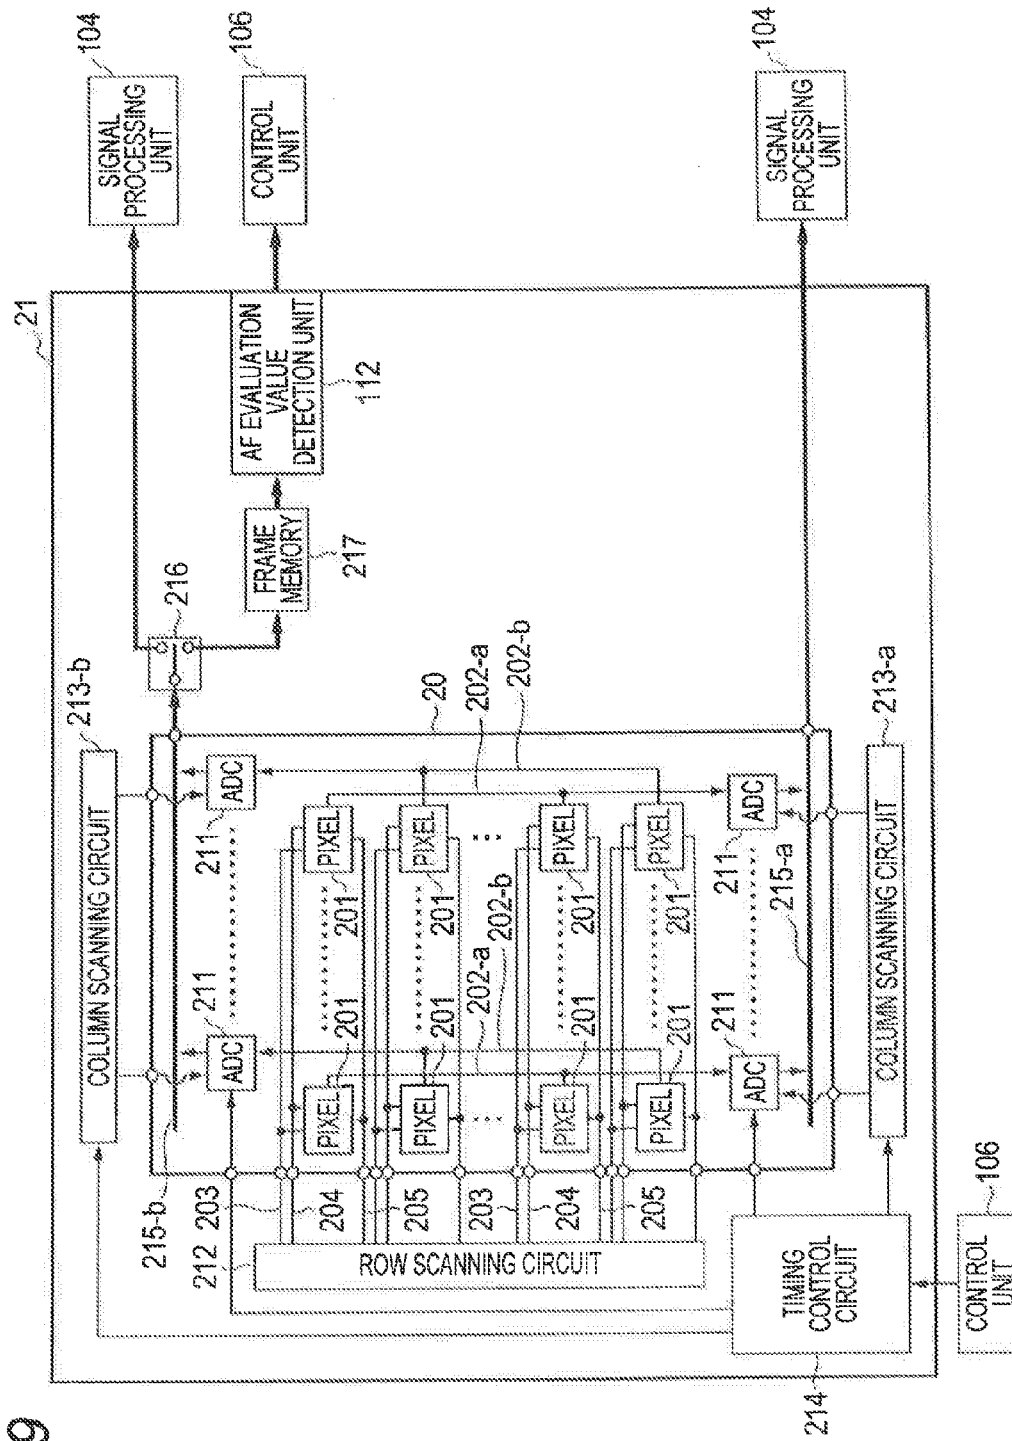 9
21
SIGNAL
PROCESSING
UNIT
104
CONTROL
UNIT
106
SIGNAL
PROCESSING
UNIT
104
AF EVALUATION
VALUE
DETECTION UNIT
112
FRAME
MEMORY
217
216
213-b
COLUMN SCANNING CIRCUIT
215-b
20
202-a
202-b
ADC
211
ADC
211
203
204
205
203
204
205
212
ROW SCANNING CIRCUIT
PIXEL
201
PIXEL
201
PIXEL
201
PIXEL
201
202-a
202-b
PIXEL
201
PIXEL
201
PIXEL
201
PIXEL
201
ADC
211
ADC
211
215-a
213-a
COLUMN SCANNING CIRCUIT
TIMING
CONTROL
CIRCUIT
214
CONTROL
UNIT
106